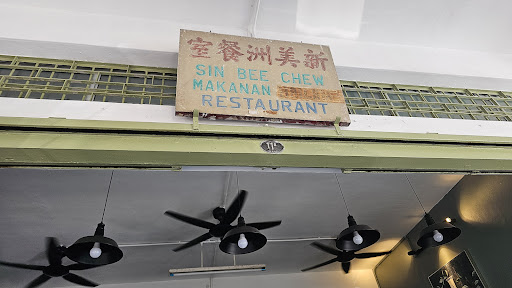 室餐洲美新
SIN BEE CHEW
MAKANAN
RESTAURANT